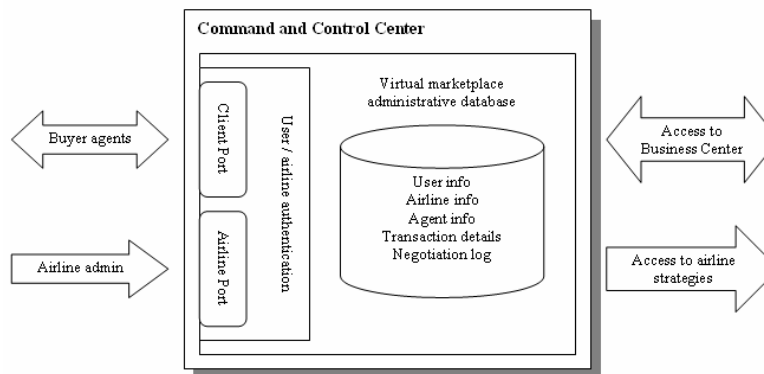 Command and Control Center
Virtual marketplace
administrative database
Client Port
Airline Port
User / airline authentication
User info
Airline info
Agent info
Transaction details
Negotiation log
Buyer agents
Airline admin
Access to
Business Center
Access to airline
strategies